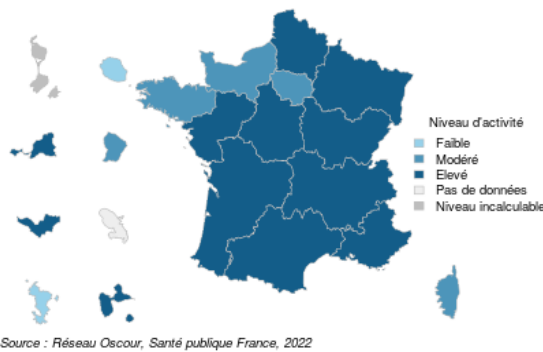 Niveau d'activité
Faible
Modéré
Elevé
Pas de données
Niveau incalculable
Source : Réseau Oscour, Santé publique France, 2022